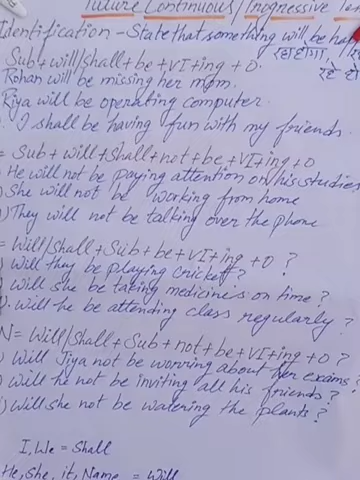 Future Continuous/Progressive Ten
Identification - State that something will be hap
रहा होगा,
रहे
Sub + will/shall + be + VI + ing + O.
Rohan will be missing her mom.
Riya will be operating computer.
I shall be having fun with my friends.
= Sub + will + Shall + not + be + VI + ing + O
He will not be paying attention on his studies
She will not be working from home
They will not be talking over the phone
= Will/Shall + Sub + be + VI + ing + O ?
Will they be playing cricket?
Will she be taking medicines on time?
Will he be attending class regularly?
N = Will/Shall + Sub + not + be + VI + ing + O ?
Will Jiya not be worring about her exams?
Will he not be inviting all his friends?
Will she not be watering the plants?
I, We = Shall
He, She, it, Name = Will